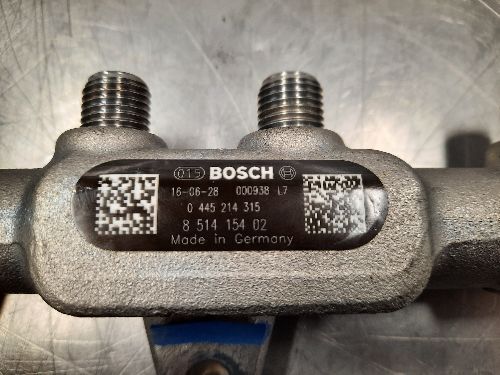 015 BOSCH
16-06-28 000938 L7
0 445 214 315
8 514 154 02
Made in Germany